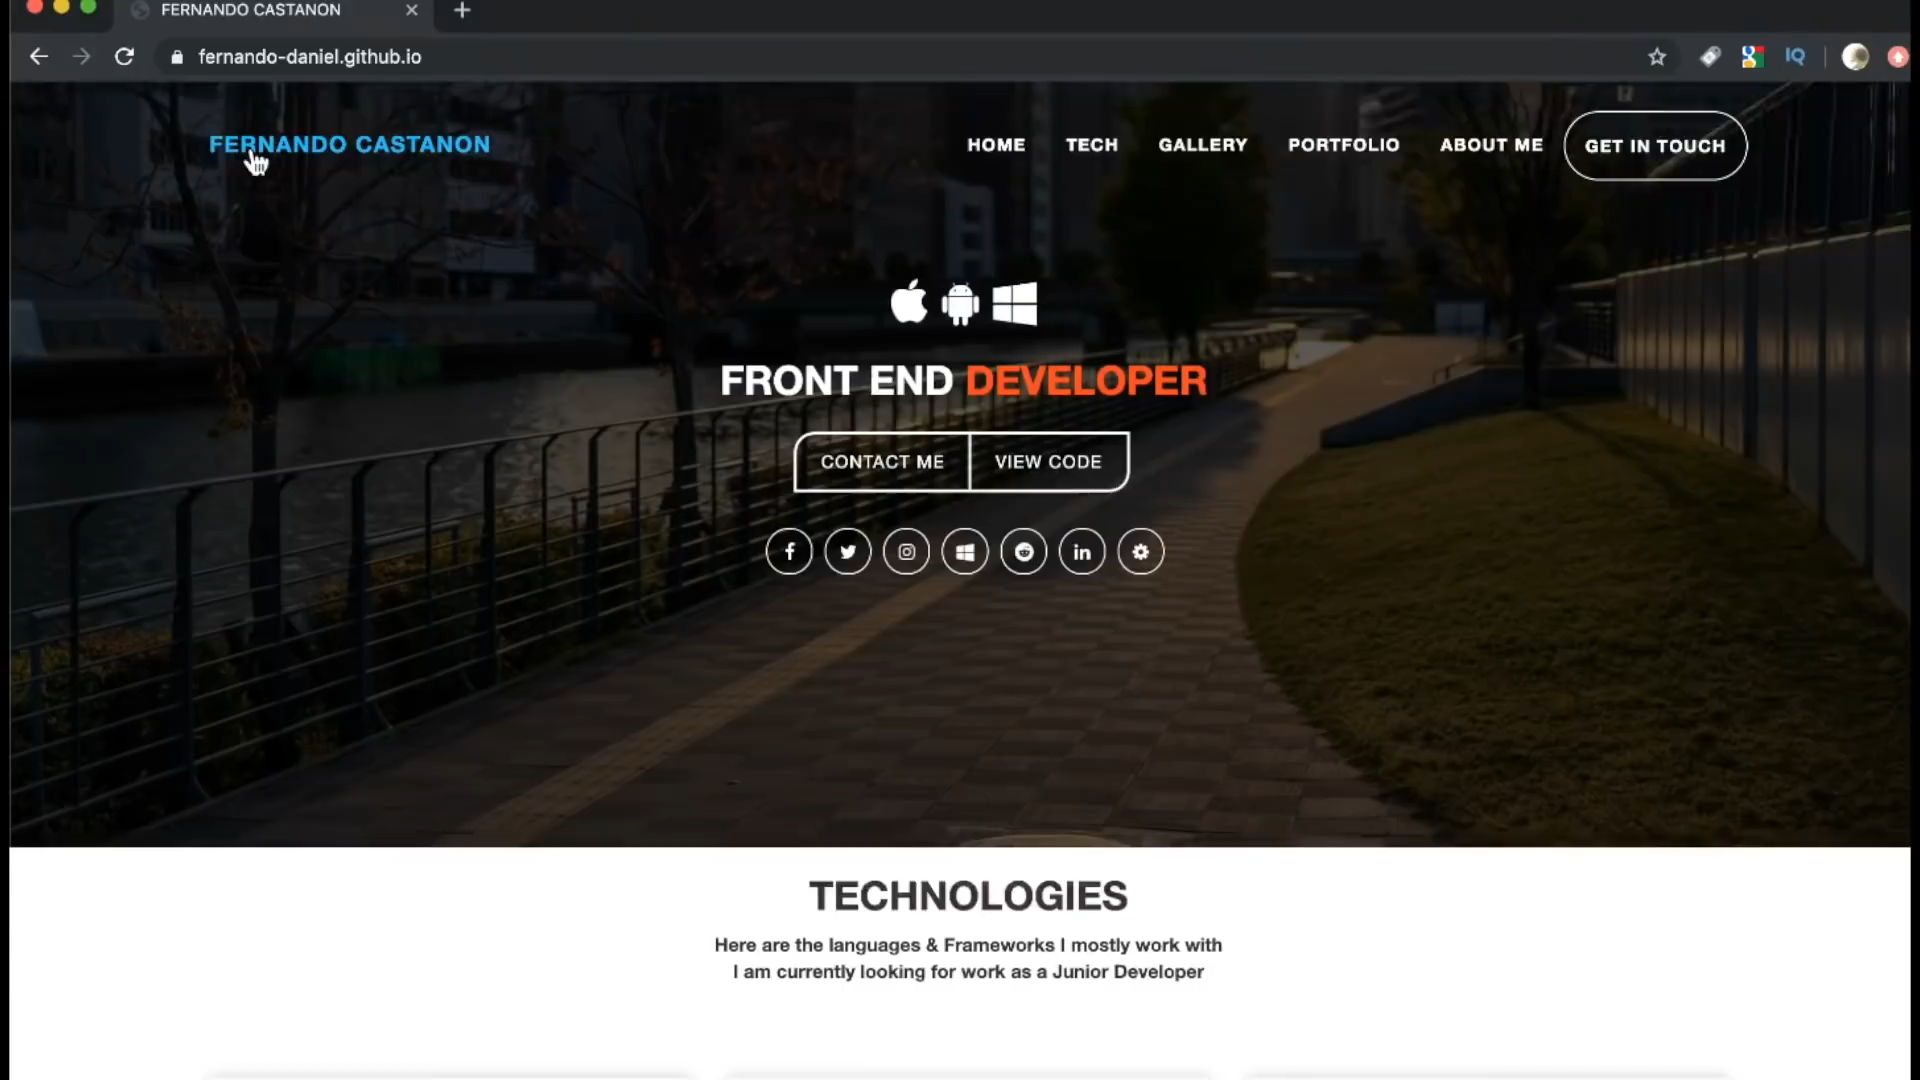 FERNANDO CASTANON
fernando-daniel.github.io
IQ
FERNANDO CASTANON
HOME
TECH
GALLERY
PORTFOLIO
ABOUT ME
GET IN TOUCH
FRONT END DEVELOPER
CONTACT ME
VIEW CODE
TECHNOLOGIES
Here are the languages & Frameworks I mostly work with
I am currently looking for work as a Junior Developer